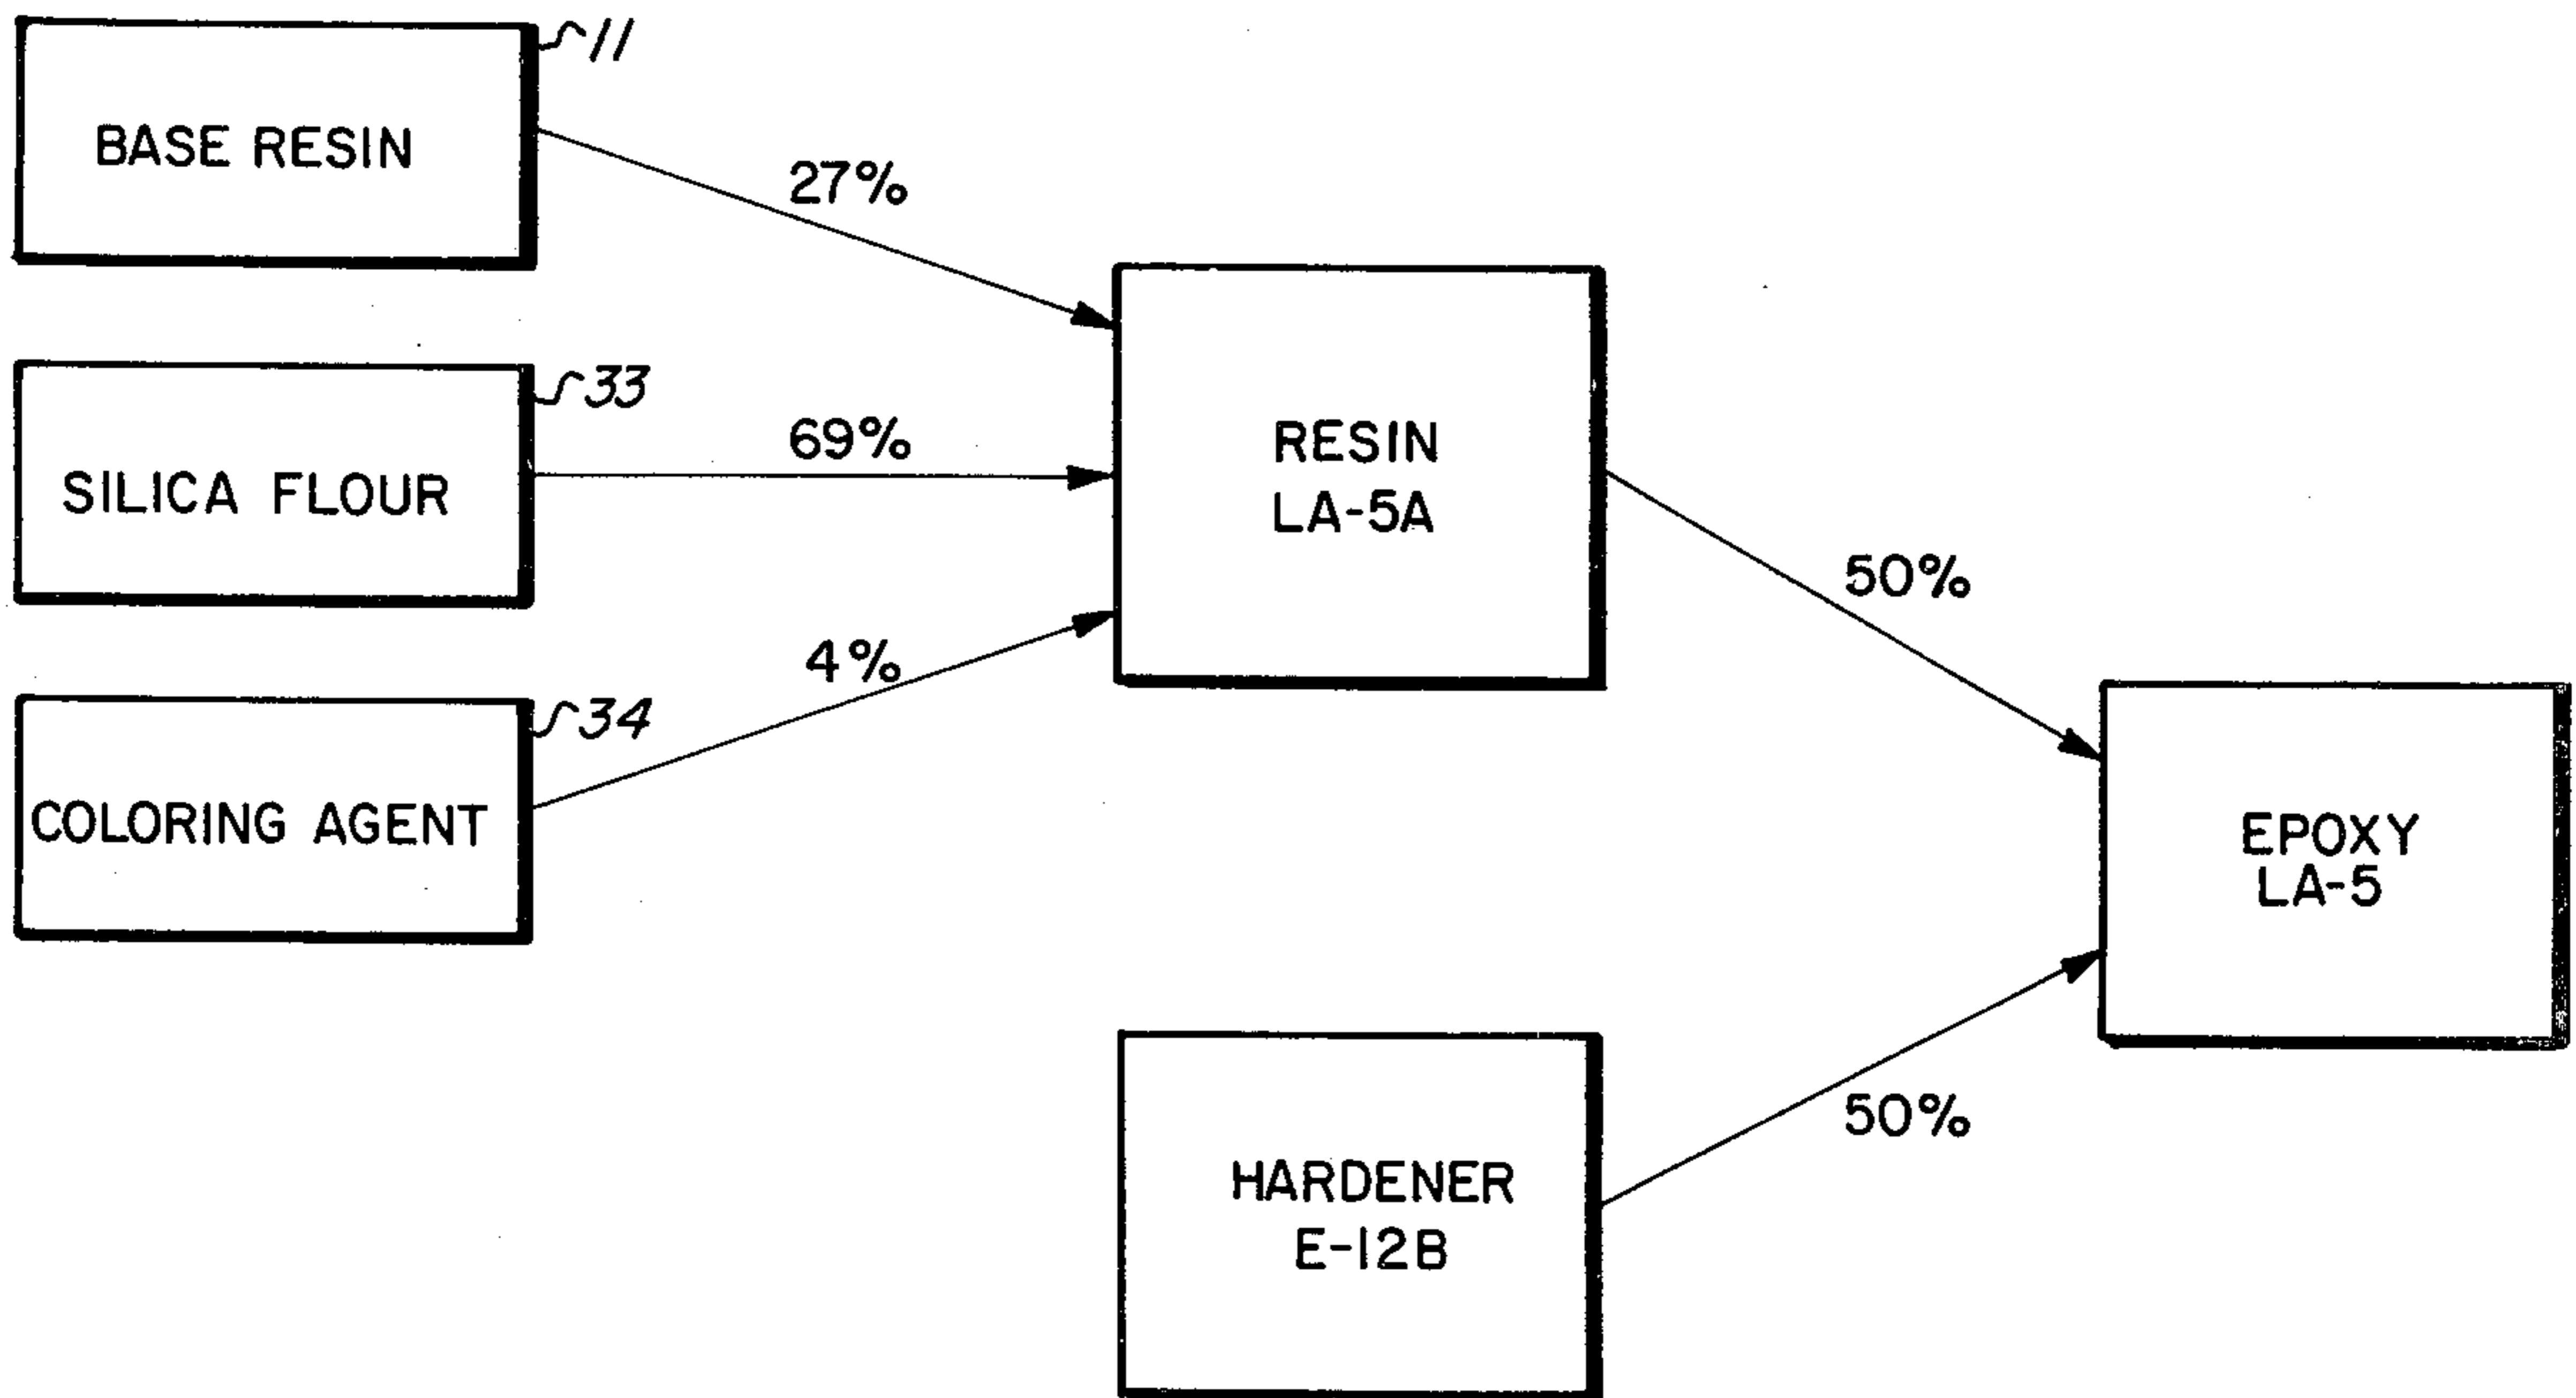 11
BASE RESIN
27%
33
SILICA FLOUR
69%
RESIN
LA-5A
34
COLORING AGENT
4%
50%
EPOXY
LA-5
HARDENER
E-12B
50%